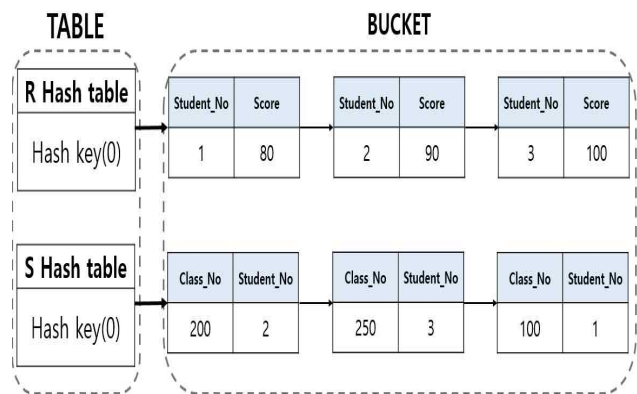 TABLE
BUCKET
R Hash table
Hash key(0)
Student_No Score
1 80
Student_No Score
2 90
Student_No Score
3 100
S Hash table
Hash key(0)
Class_No Student_No
200 2
Class_No Student_No
250 3
Class_No Student_No
100 1